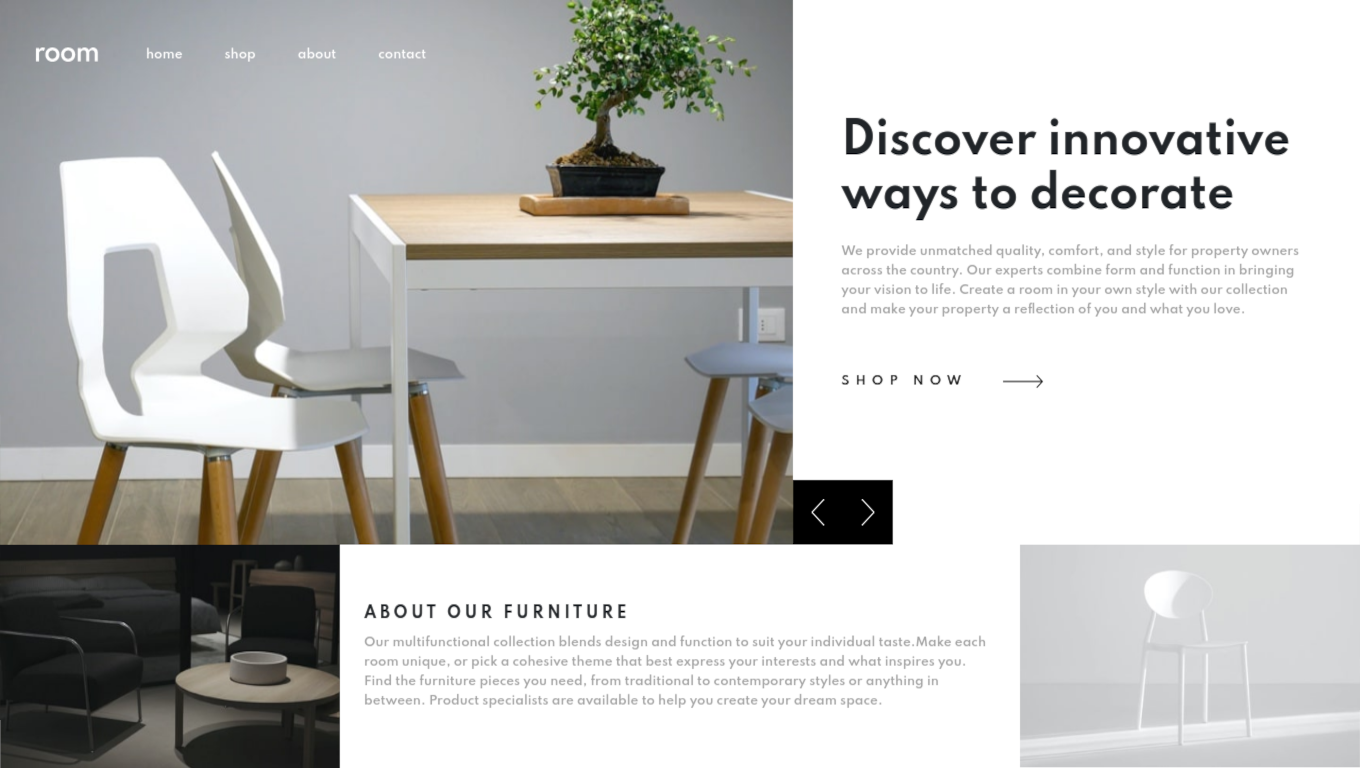 room
home shop about contact
Discover innovative
ways to decorate
We provide unmatched quality, comfort, and style for property owners
across the country. Our experts combine form and function in bringing
your vision to life. Create a room in your own style with our collection
and make your property a reflection of you and what you love.
SHOP NOW
ABOUT OUR FURNITURE
Our multifunctional collection blends design and function to suit your individual taste.Make each
room unique, or pick a cohesive theme that best express your interests and what inspires you.
Find the furniture pieces you need, from traditional to contemporary styles or anything in
between. Product specialists are available to help you create your dream space.